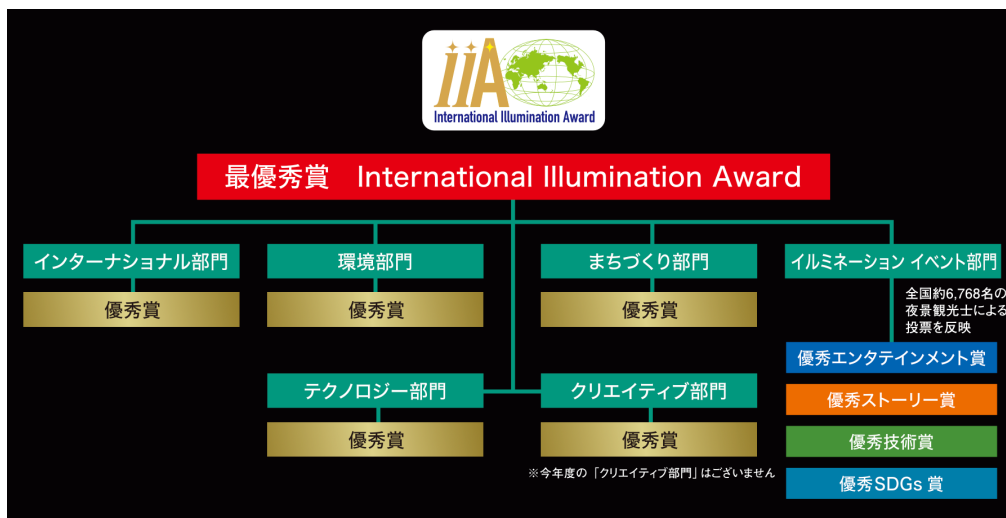 iiA
International Illumination Award
最優秀賞 International Illumination Award
インターナショナル部門
環境部門
まちづくり部門
イルミネーション イベント部門
優秀賞
優秀賞
優秀賞
全国約6,768名の
夜景観光士による
投票を反映
優秀エンタテインメント賞
テクノロジー部門
クリエイティブ部門
優秀ストーリー賞
優秀賞
優秀賞
優秀技術賞
※今年度の「クリエイティブ部門」はございません
優秀SDGs 賞